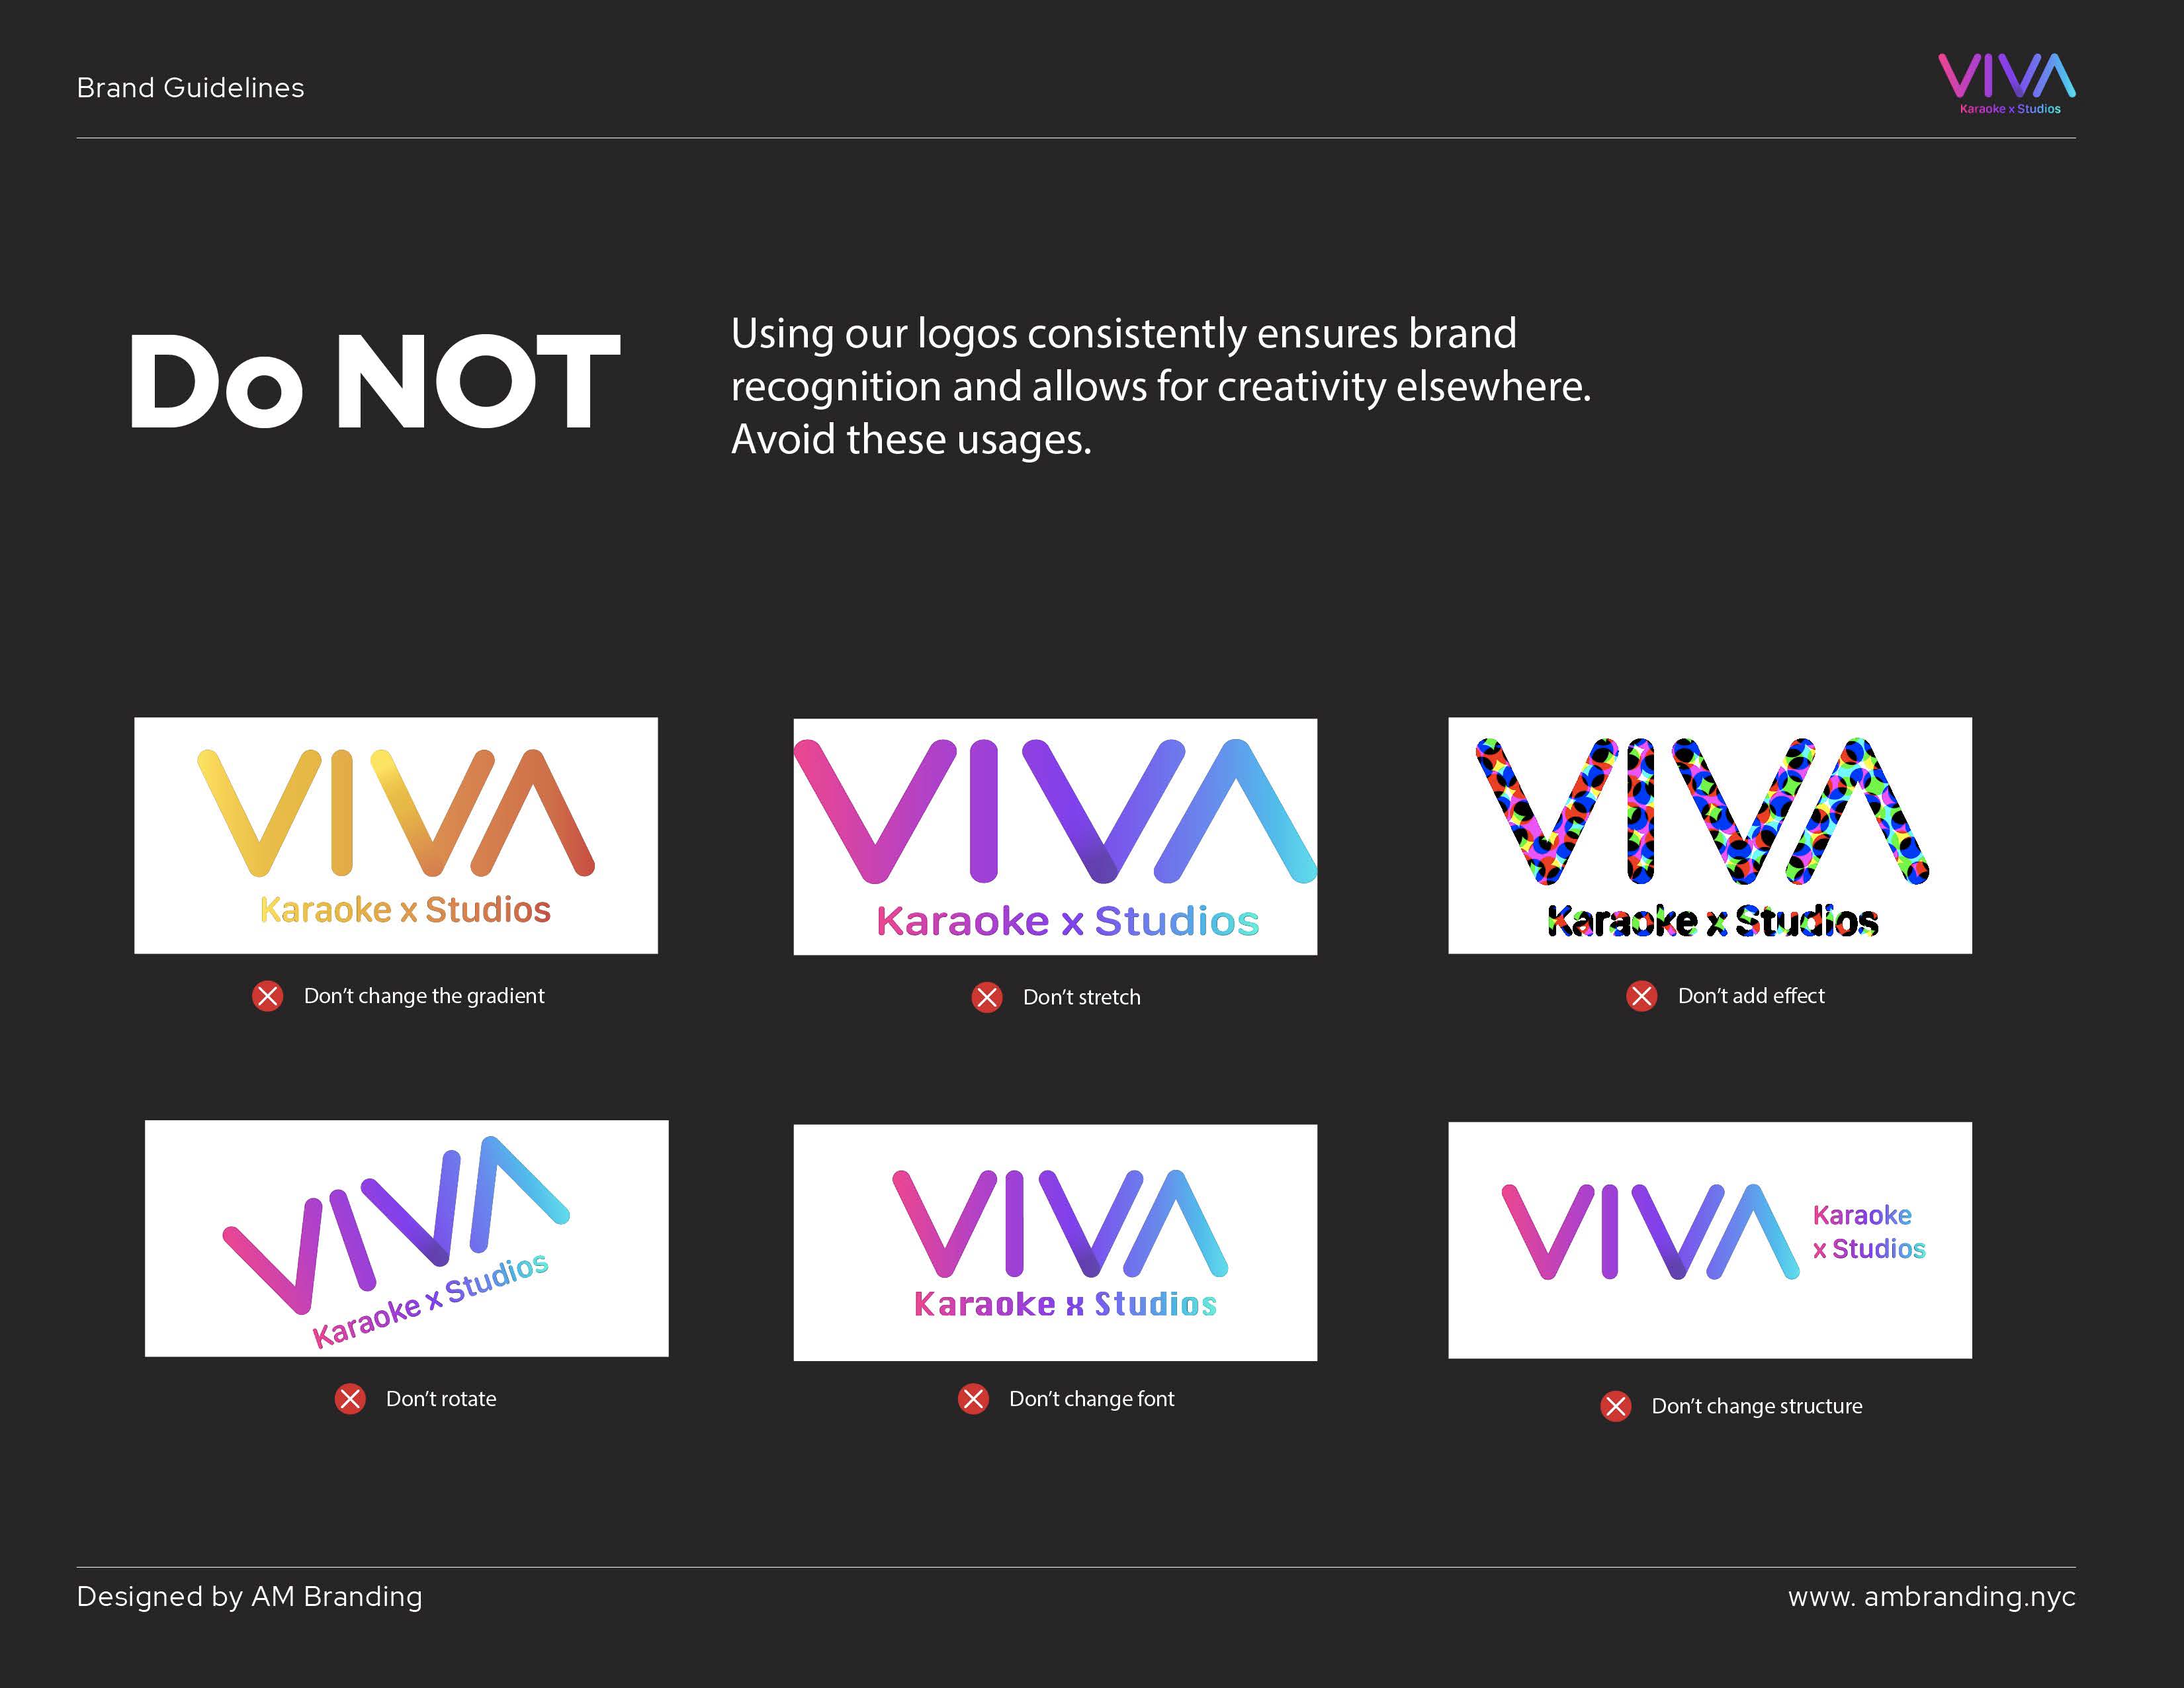 Brand Guidelines
VIVA
Karaoke x Studios
Do NOT
Using our logos consistently ensures brand
recognition and allows for creativity elsewhere.
Avoid these usages.
VIVA
Karaoke x Studios
Don’t change the gradient
VIVA
Karaoke x Studios
Don’t stretch
VIVA
Karaoke x Studios
Don’t add effect
VIVA
Karaoke x Studios
Don’t rotate
VIVA
Karaoke x Studios
Don’t change font
VIVA
Karaoke
x Studios
Don’t change structure
Designed by AM Branding
www. ambranding.nyc